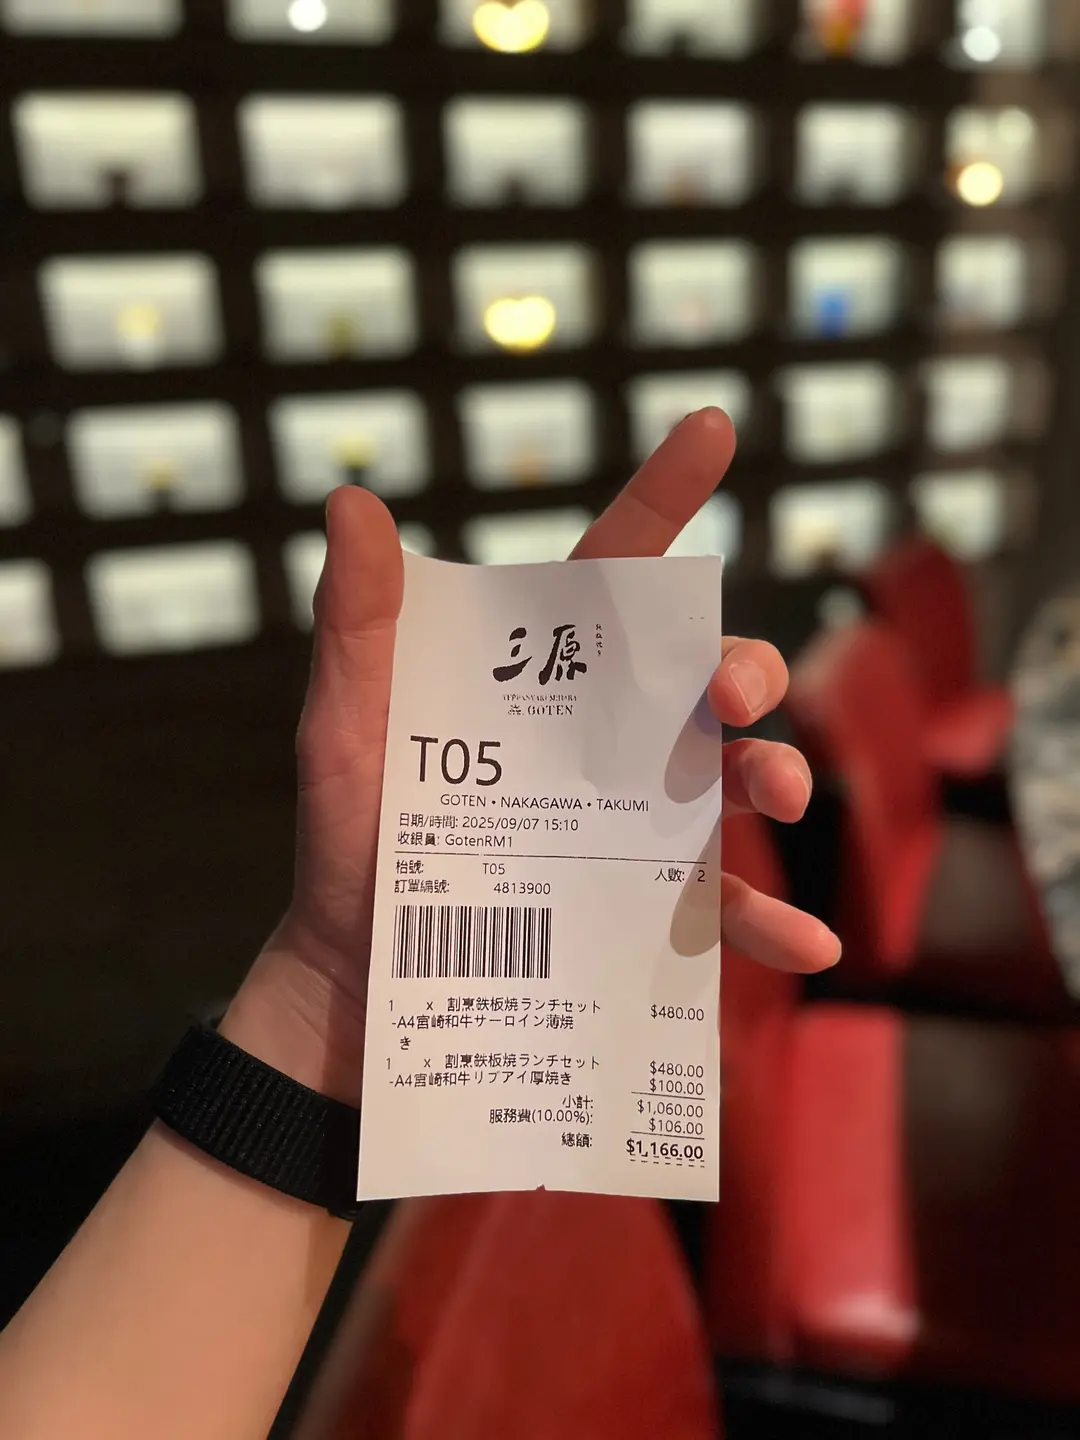 三原
GOTEN
T05
GOTEN • NAKAGAWA • TAKUMI
日期/時間: 2025/09/07 15:10
收銀員: GotenRM1
枱號: T05 人數: 2
訂單編號: 4813900
1 x 割烹鉄板焼ランチセット $480.00
-A4宮崎和牛サーロイン薄焼
き
1 x 割烹鉄板焼ランチセット $480.00
-A4宮崎和牛リブアイ厚焼き $100.00
小計: $1,060.00
服務費(10.00%): $106.00
總額: $1,166.00